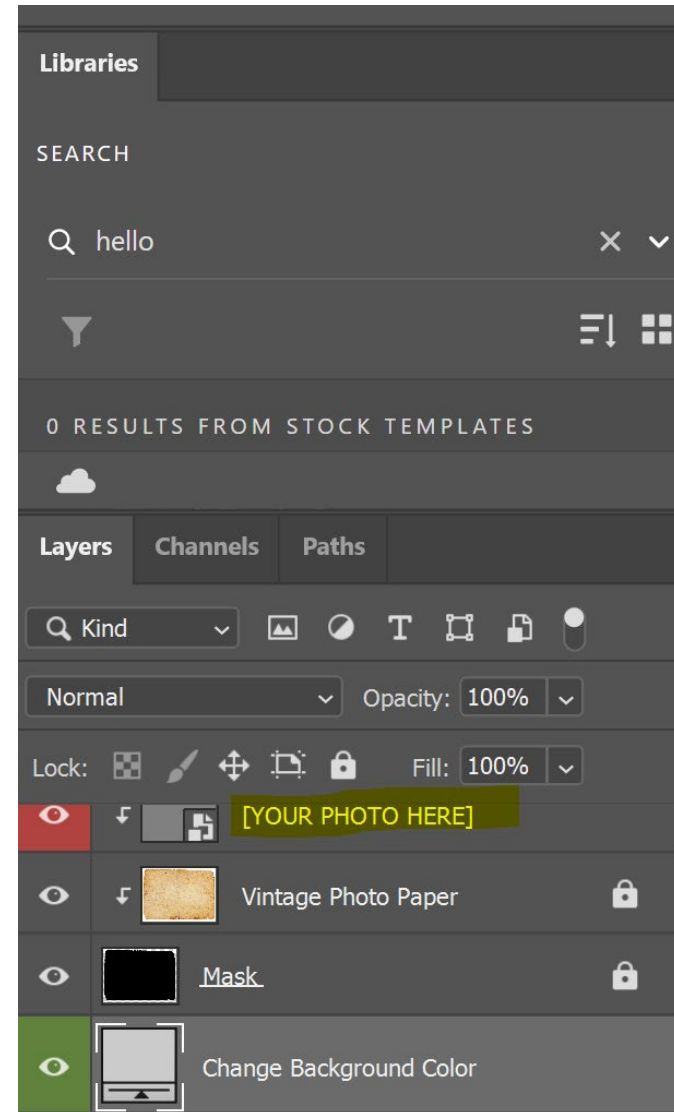 Libraries
SEARCH
hello
0 RESULTS FROM STOCK TEMPLATES
Layers Channels Paths
Kind
Normal Opacity: 100%
Lock: Fill: 100%
[YOUR PHOTO HERE]
Vintage Photo Paper
Mask
Change Background Color